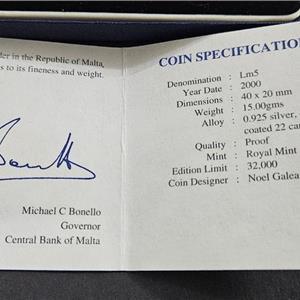 der in the Republic of Malta,
s to its fineness and weight.
Michael C Bonello
Governor
Central Bank of Malta
COIN SPECIFICATION
Denomination : Lm5
Year Date : 2000
Dimensions : 40 x 20 mm
Weight : 15.00gms
Alloy : 0.925 silver,
coated 22 car
Quality : Proof
Mint : Royal Mint
Edition Limit : 32,000
Coin Designer : Noel Galea